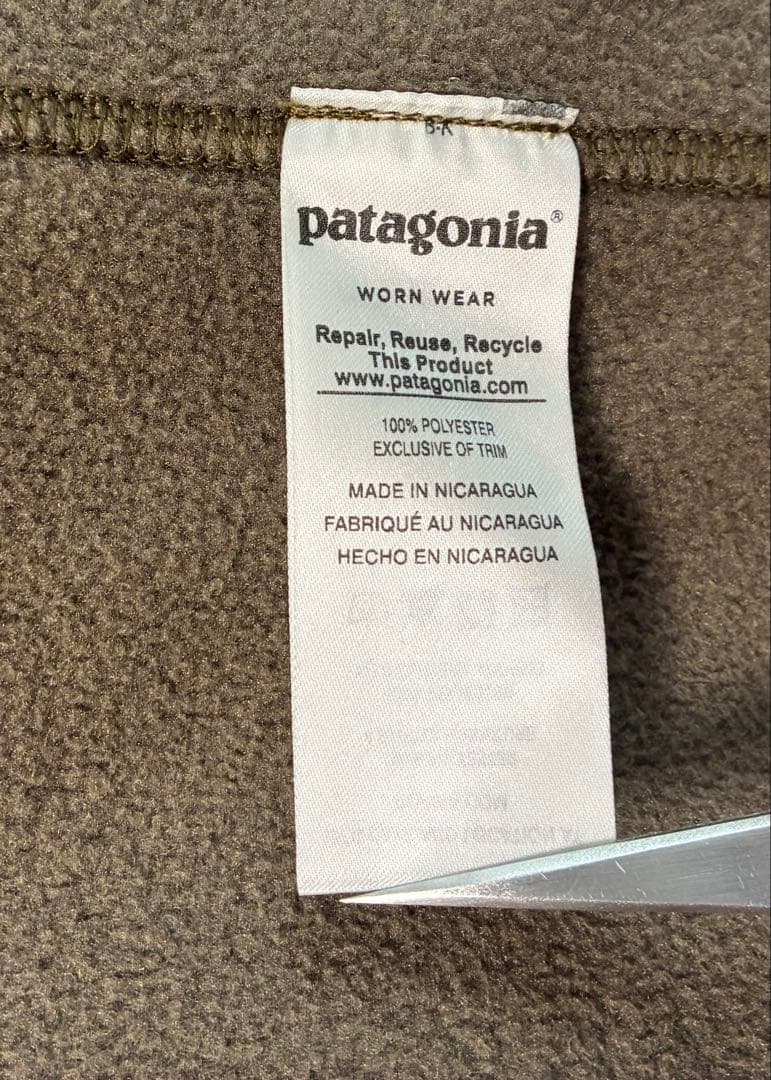 patagonia®
WORN WEAR
Repair, Reuse, Recycle
This Product
www.patagonia.com
100% POLYESTER
EXCLUSIVE OF TRIM
MADE IN NICARAGUA
FABRIQUÉ AU NICARAGUA
HECHO EN NICARAGUA